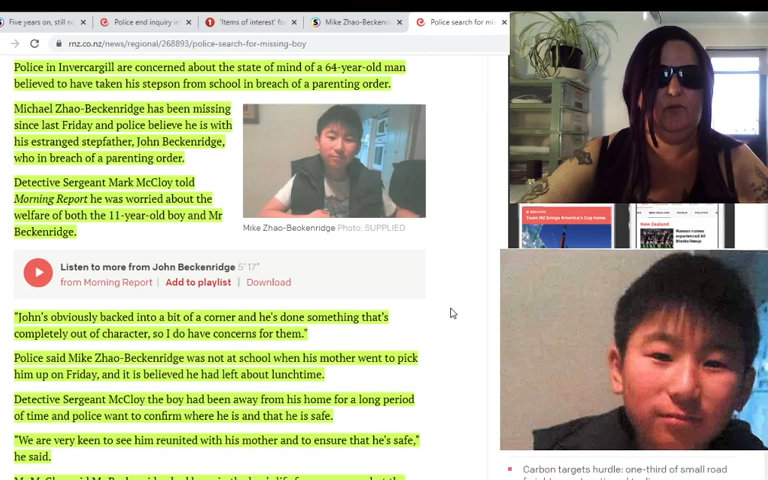 Five years on, still n
Police end inquiry in
'Items of interest' fo
Mike Zhao-Beckenri
Police search for mis
rnz.co.nz/news/regional/268893/police-search-for-missing-boy
Police in Invercargill are concerned about the state of mind of a 64-year-old man
believed to have taken his stepson from school in breach of a parenting order.
Michael Zhao-Beckenridge has been missing
since last Friday and police believe he is with
his estranged stepfather, John Beckenridge,
who in breach of a parenting order.
Detective Sergeant Mark McCloy told
Morning Report he was worried about the
welfare of both the 11-year-old boy and Mr
Beckenridge.
Mike Zhao-Beckenridge Photo: SUPPLIED
Listen to more from John Beckenridge 5′17″
from Morning Report | Add to playlist | Download
"John's obviously backed into a bit of a corner and he's done something that's
completely out of character, so I do have concerns for them."
Police said Mike Zhao-Beckenridge was not at school when his mother went to pick
him up on Friday, and it is believed he had left about lunchtime.
Detective Sergeant McCloy the boy had been away from his home for a long period
of time and police want to confirm where he is and that he is safe.
"We are very keen to see him reunited with his mother and to ensure that he's safe,"
he said.
Team NZ brings America's Cup home
New Zealand
Carbon targets hurdle: one-third of small road